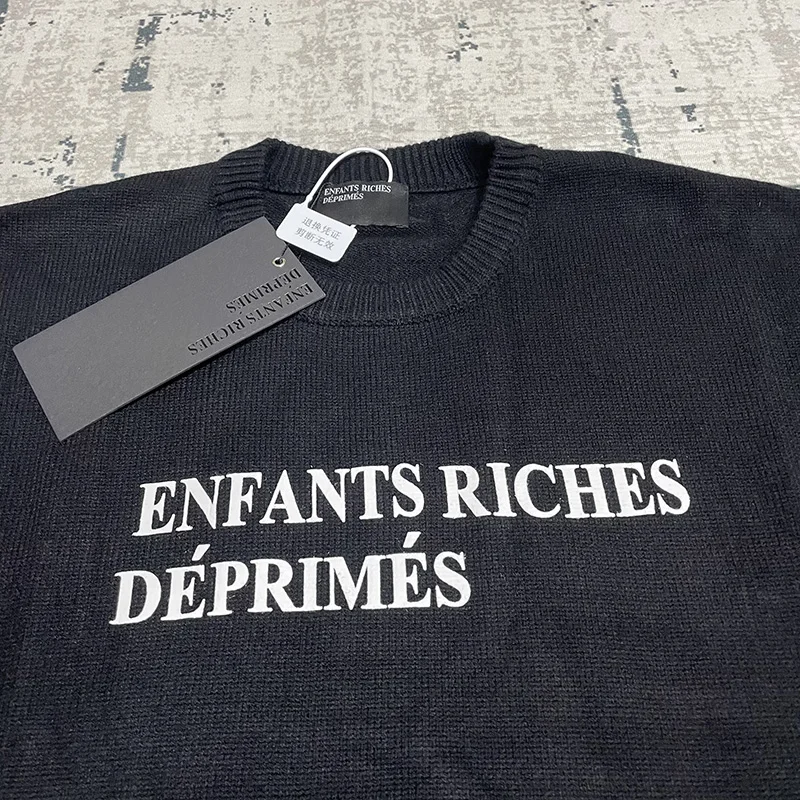 ENFANTS RICHES
DÉPRIMÉS
退换凭证
剪断无效
ENFANTS RICHES
DÉPRIMÉS
ENFANTS RICHES
DÉPRIMÉS